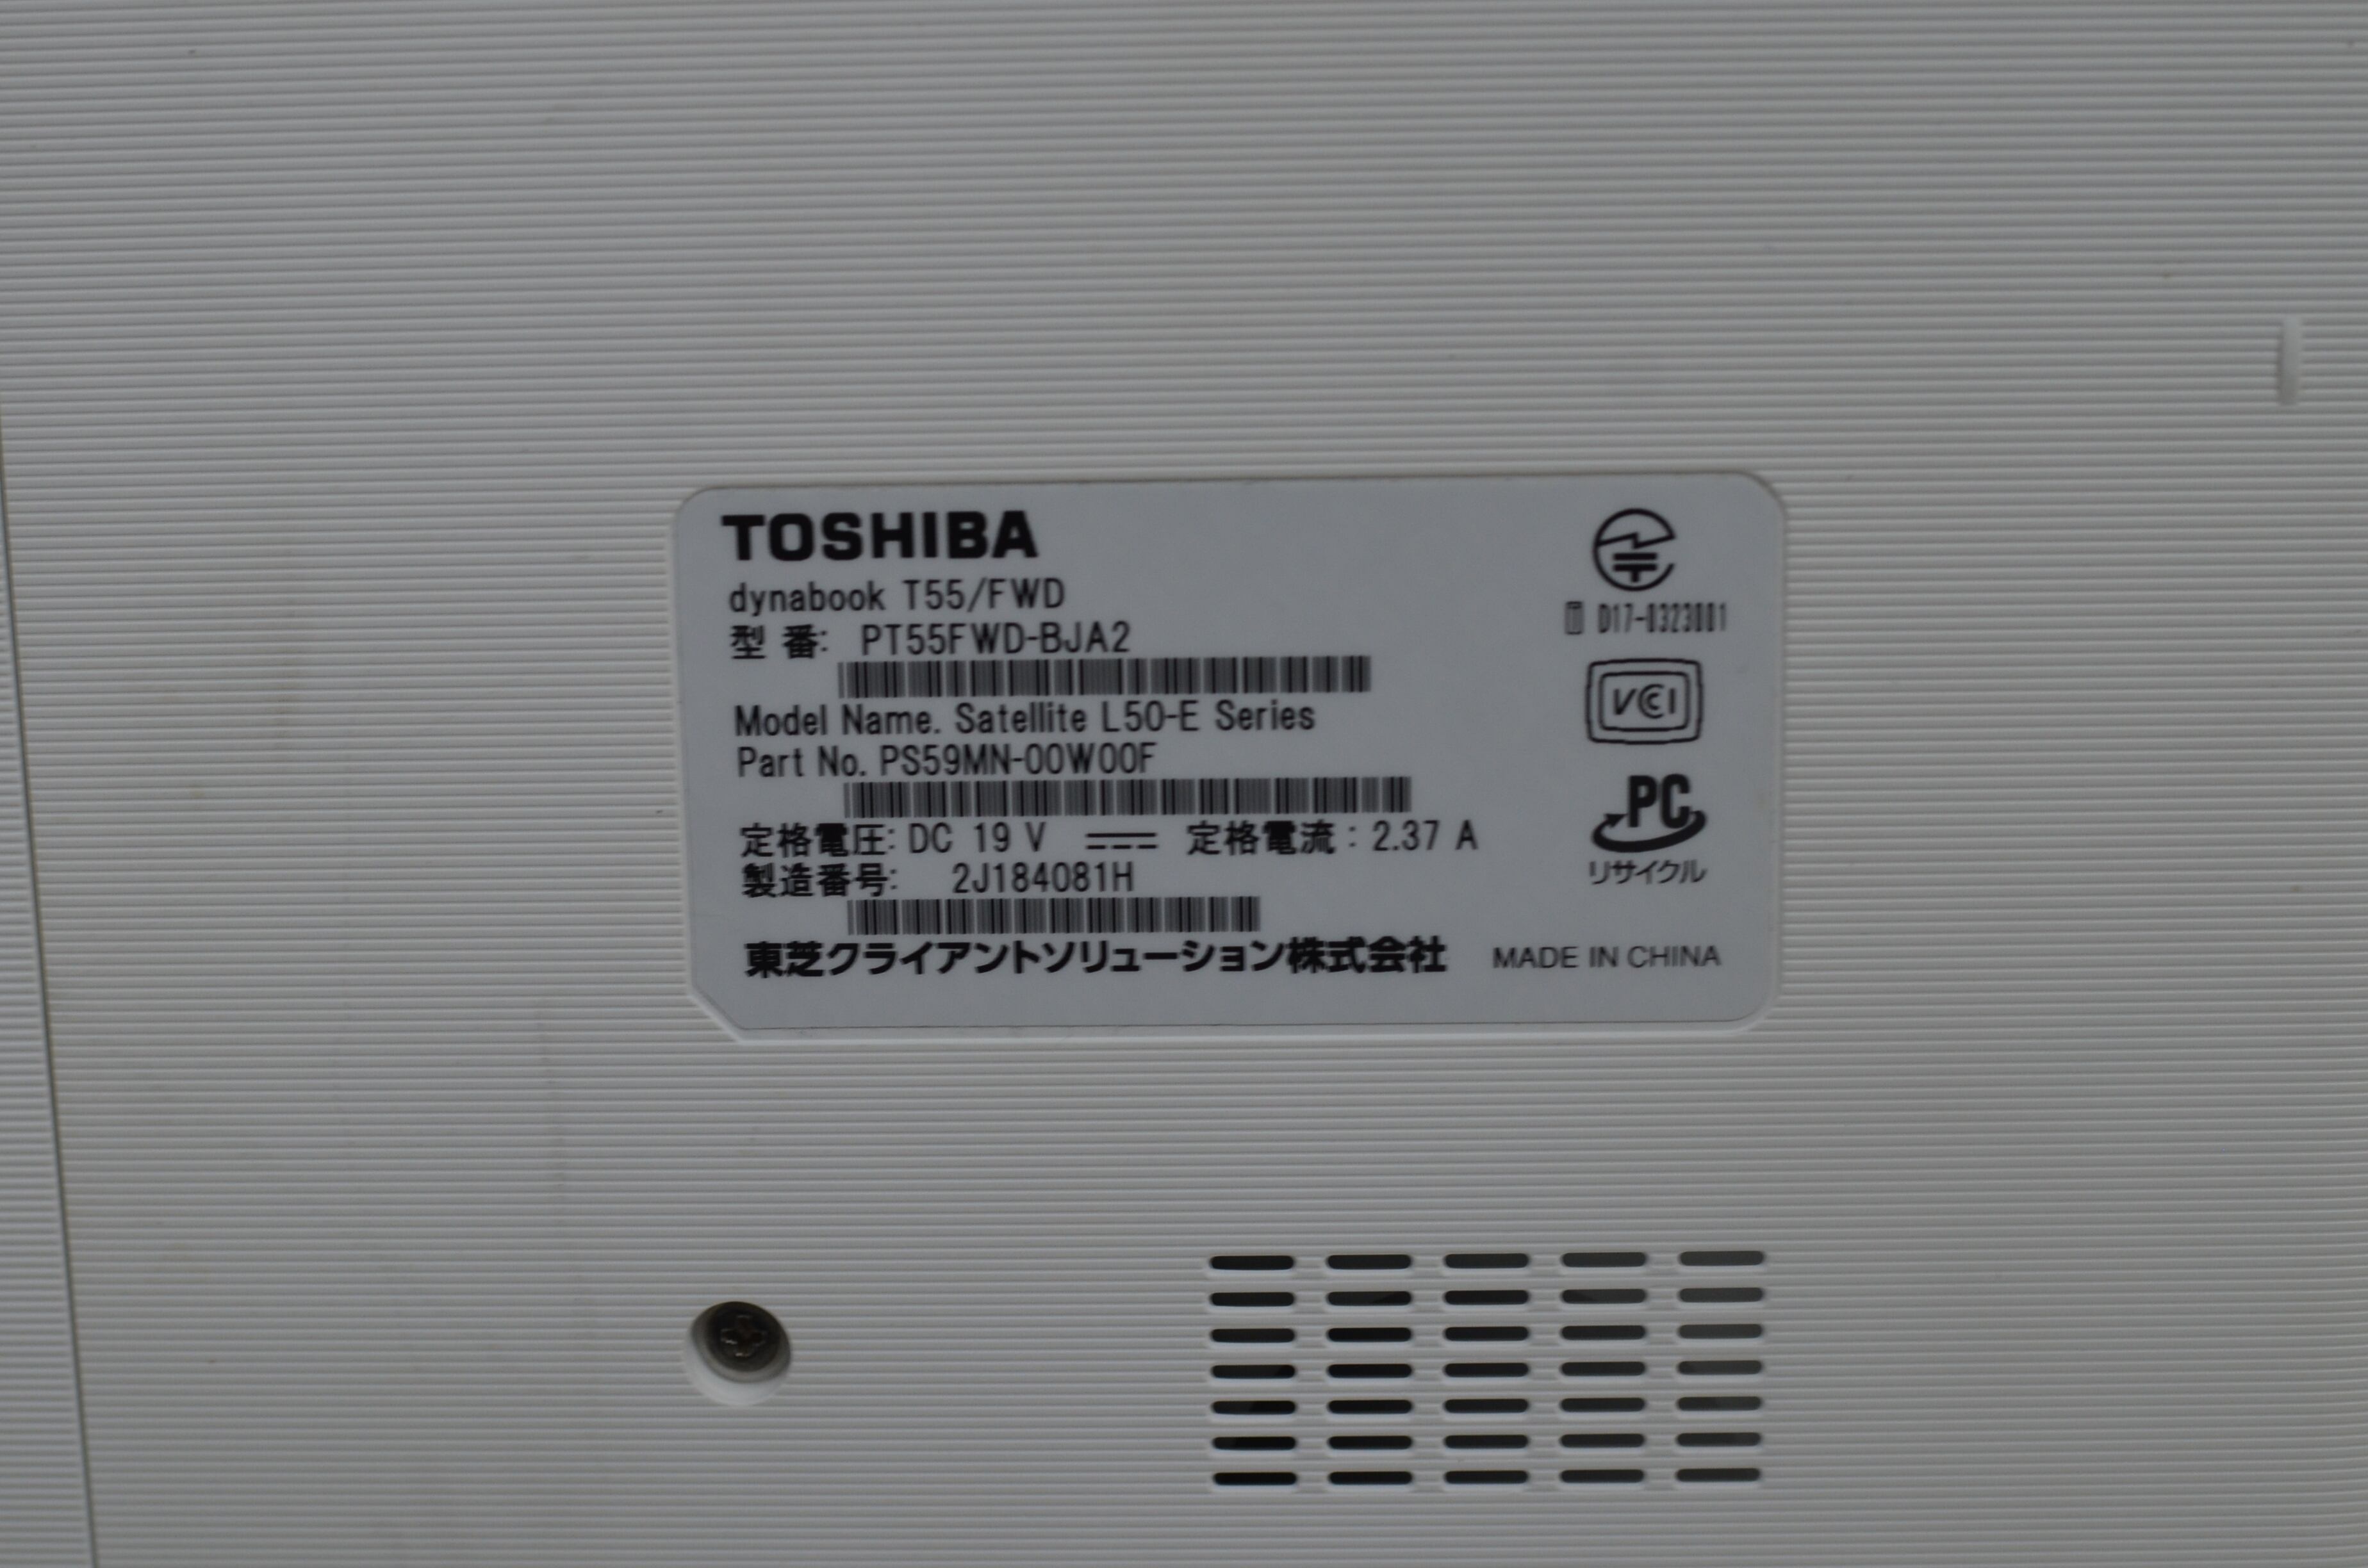 TOSHIBA
dynabook T55/FWD
型 番: PT55FWD-BJA2
Model Name. Satellite L50-E Series
Part No. PS59MN-00W00F
定格電圧: DC 19 V 定格電流: 2.37 A
製造番号: 2J184081H
東芝クライアントソリューション株式会社 MADE IN CHINA
VCCI
PC
リサイクル